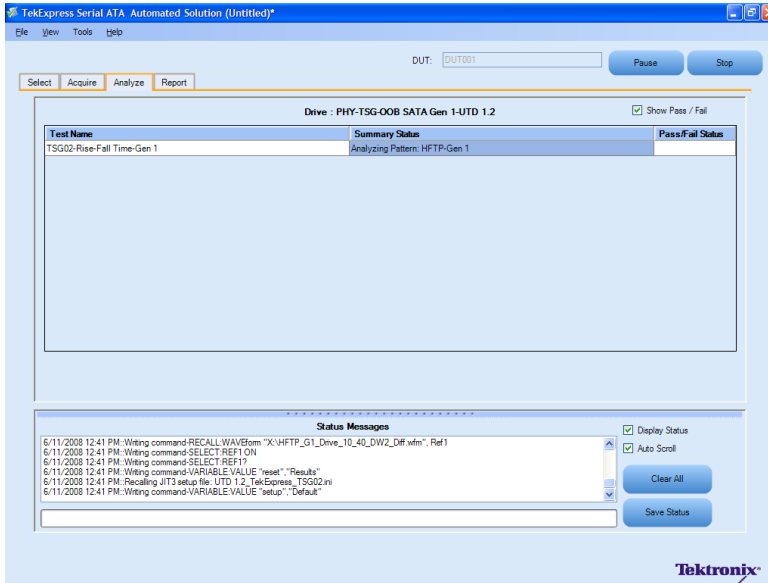 TekExpress Serial ATA Automated Solution (Untitled)*
File View Tools Help
DUT: DUT001 Pause Stop
Select Acquire Analyze Report
Drive : PHY-TSG-OOB SATA Gen 1-UTD 1.2 Show Pass / Fail
Test Name Summary Status Pass/Fail Status
TSG02-Rise-Fall Time-Gen 1 Analyzing Pattern: HFTP-Gen 1
Status Messages
Display Status
6/11/2008 12:41 PM::Writing command-RECALL:WAVEform "X:\HFTP_G1_Drive_10_40_DW2_Diff.wfm", Ref1
6/11/2008 12:41 PM::Writing command-SELECT:REF1 ON
Auto Scroll
6/11/2008 12:41 PM::Writing command-SELECT:REF1?
6/11/2008 12:41 PM::Writing command-VARIABLE:VALUE "reset","Results"
6/11/2008 12:41 PM::Recalling JIT3 setup file: UTD 1.2_TekExpress_TSG02.ini
6/11/2008 12:41 PM::Writing command-VARIABLE:VALUE "setup","Default"
Clear All
Save Status
Tektronix